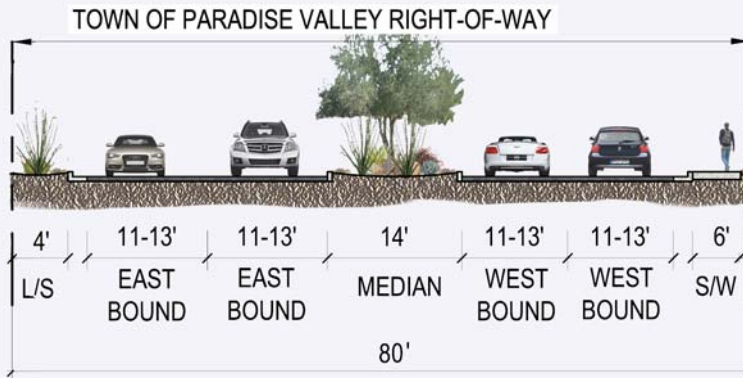 TOWN OF PARADISE VALLEY RIGHT-OF-WAY
4' 11-13' 11-13' 14' 11-13' 11-13' 6'
L/S EAST BOUND EAST BOUND MEDIAN WEST BOUND WEST BOUND S/W
80'